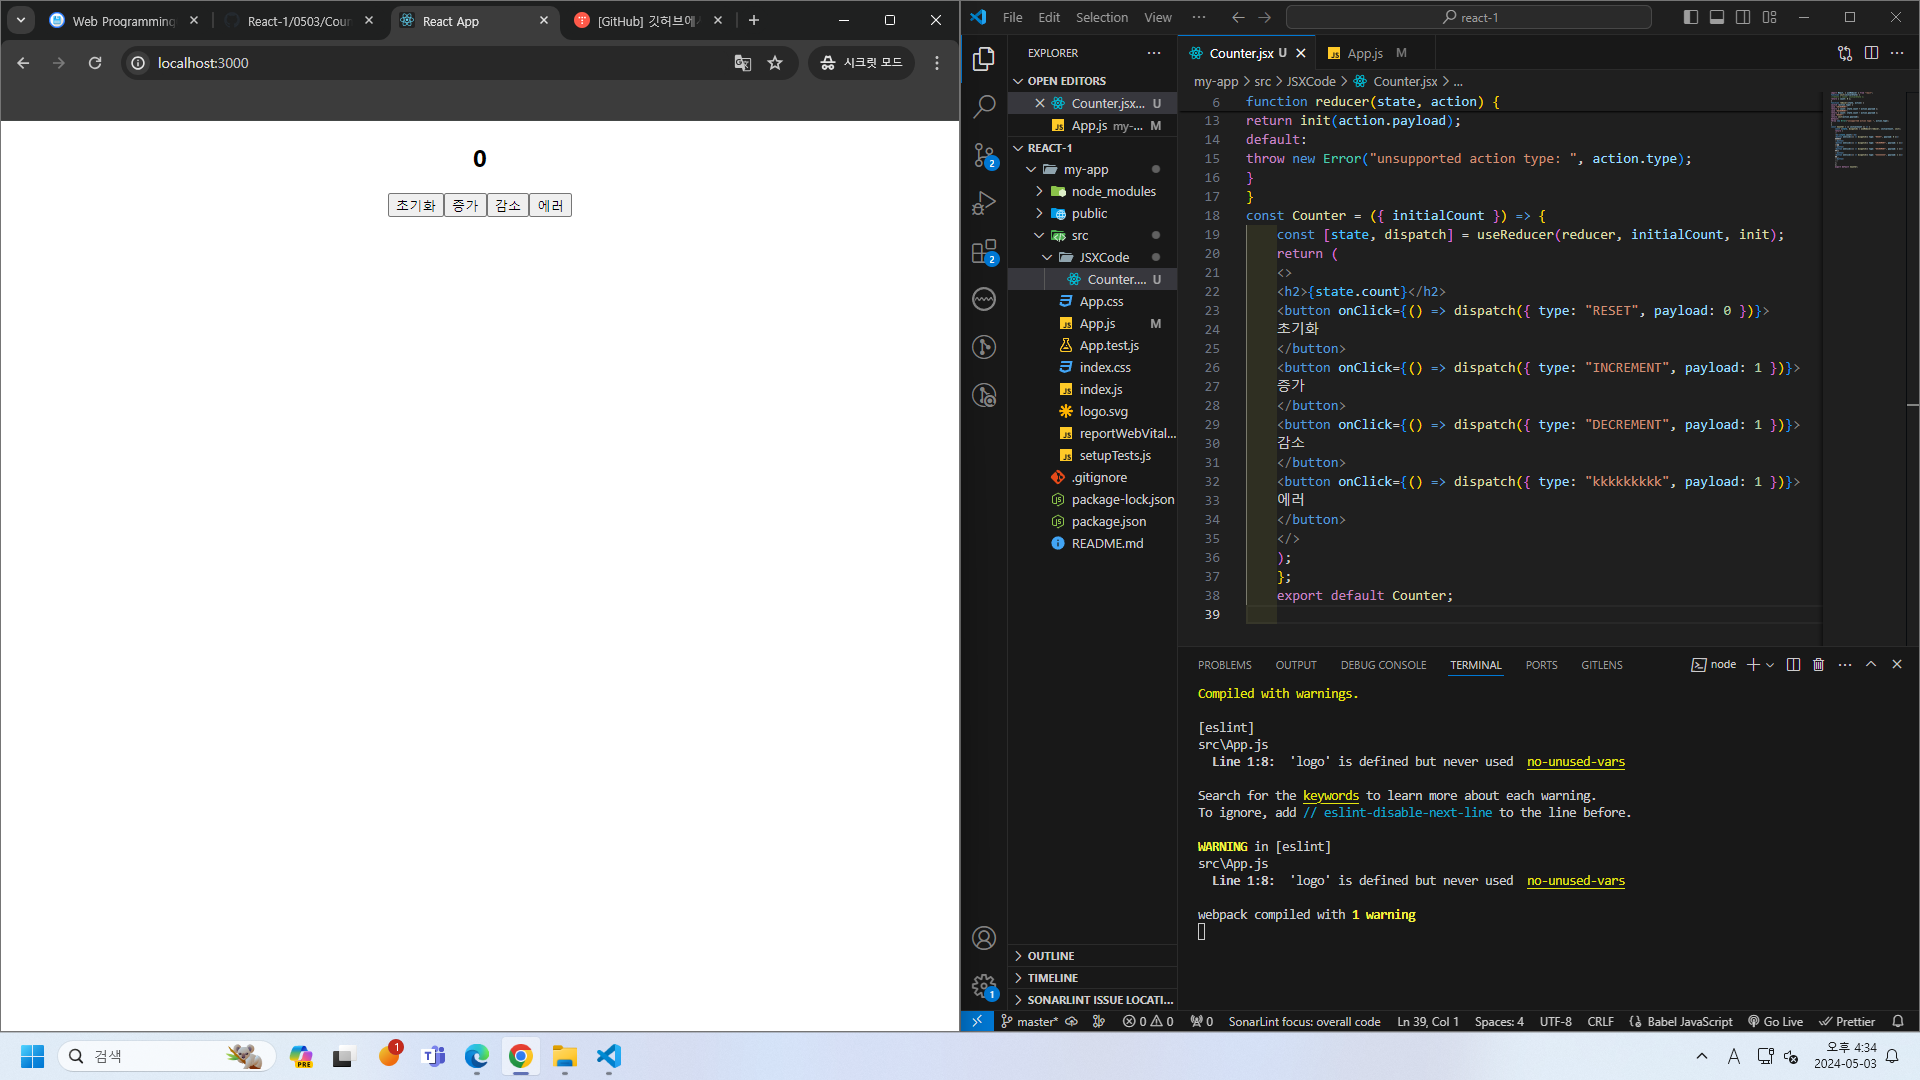 Web Programming
React-1/0503/Coun
React App
[GitHub] 깃허브에서
localhost:3000
시크릿 모드
0
초기화 증가 감소 에러
File Edit Selection View ...
react-1
EXPLORER
OPEN EDITORS
Counter.jsx... U
App.js my-... M
REACT-1
my-app
node_modules
public
src
JSXCode
Counter.... U
App.css
App.js M
App.test.js
index.css
index.js
logo.svg
reportWebVital...
setupTests.js
.gitignore
package-lock.json
package.json
README.md
OUTLINE
TIMELINE
SONARLINT ISSUE LOCATI...
2
2
1
Counter.jsx U
App.js M
my-app > src > JSXCode > Counter.jsx > ...
6 function reducer(state, action) {
13 return init(action.payload);
14 default:
15 throw new Error("unsupported action type: ", action.type);
16 }
17 }
18 const Counter = ({ initialCount }) => {
19 const [state, dispatch] = useReducer(reducer, initialCount, init);
20 return (
21 <>
22 <h2>{state.count}</h2>
23 <button onClick={() => dispatch({ type: "RESET", payload: 0 })}>
24 초기화
25 </button>
26 <button onClick={() => dispatch({ type: "INCREMENT", payload: 1 })}>
27 증가
28 </button>
29 <button onClick={() => dispatch({ type: "DECREMENT", payload: 1 })}>
30 감소
31 </button>
32 <button onClick={() => dispatch({ type: "kkkkkkkkk", payload: 1 })}>
33 에러
34 </button>
35 </>
36 );
37 };
38 export default Counter;
39
PROBLEMS OUTPUT DEBUG CONSOLE TERMINAL PORTS GITLENS
node
Compiled with warnings.
[eslint]
src\App.js
Line 1:8: 'logo' is defined but never used no-unused-vars
Search for the keywords to learn more about each warning.
To ignore, add // eslint-disable-next-line to the line before.
WARNING in [eslint]
src\App.js
Line 1:8: 'logo' is defined but never used no-unused-vars
webpack compiled with 1 warning
master* 0 0 0 SonarLint focus: overall code Ln 39, Col 1 Spaces: 4 UTF-8 CRLF Babel JavaScript Go Live Prettier
검색
PRE
1
A
오후 4:34
2024-05-03